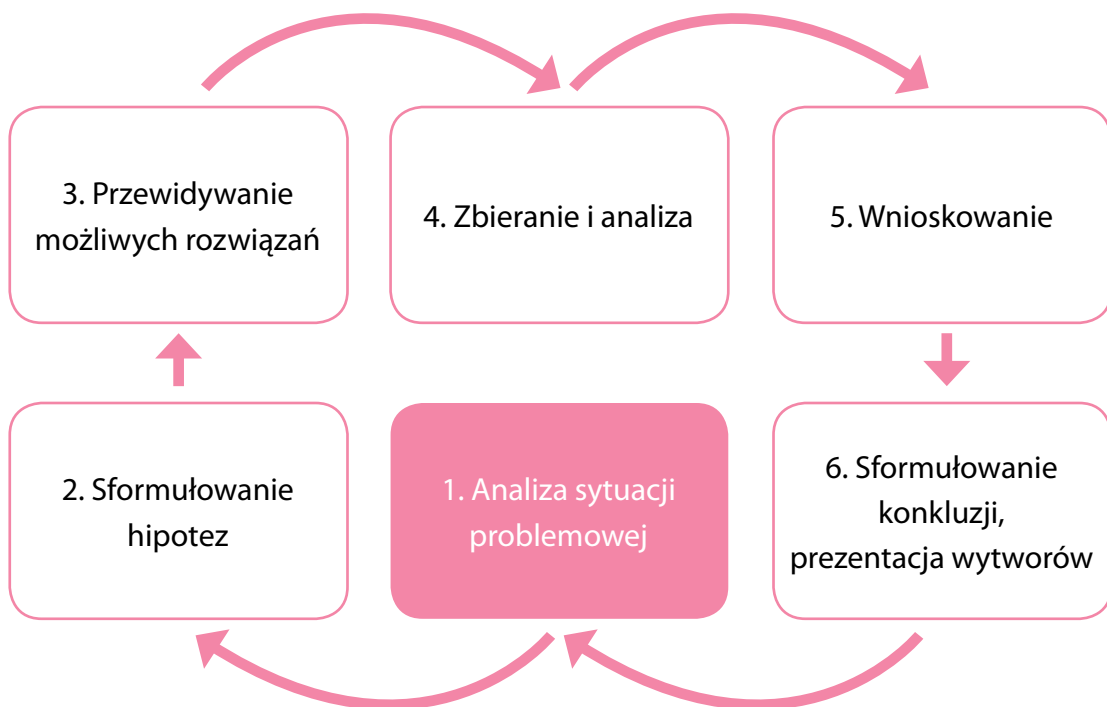 3. Przewidywanie
możliwych rozwiązań
4. Zbieranie i analiza
5. Wnioskowanie
2. Sformułowanie
hipotez
1. Analiza sytuacji
problemowej
6. Sformułowanie
konkluzji,
prezentacja wytworów